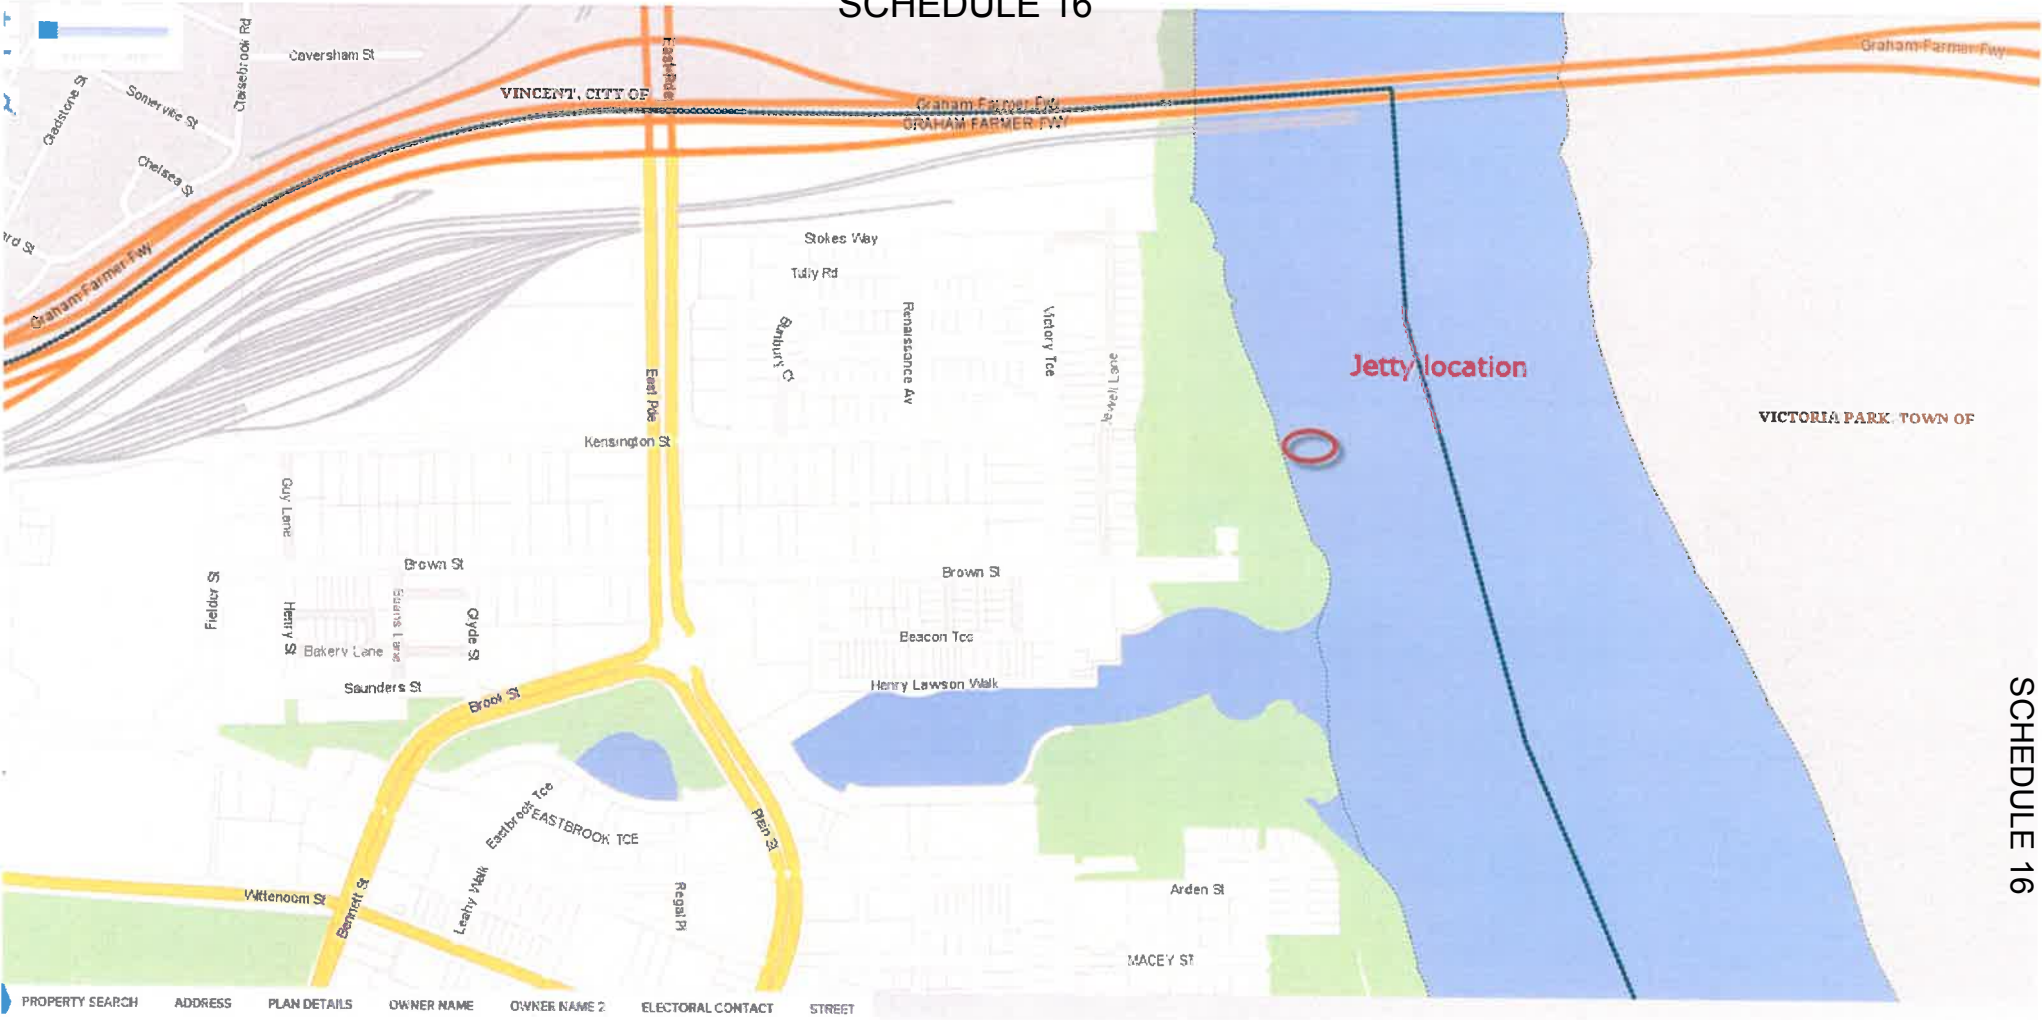 SCHEDULE 16
Claisebrook Rd
Caversham St
East Pde
Graham Farmer Fwy
Gladstone St
Somerville St
VINCENT, CITY OF
Graham Farmer Fwy
GRAHAM FARMER FWY
Chelsea St
Graham Farmer Fwy
Stokes Way
Tully Rd
Bunbury Ct
Renaissance Av
Victory Tce
Jewell Lane
East Pde
Jetty location
VICTORIA PARK, TOWN OF
Kensington St
Guy Lane
Brown St
Brown St
Fielder St
Henry St
Glyde St
Bakery Lane
Beacon Tce
Saunders St
Henry Lawson Walk
Brook St
SCHEDULE 16
Eastbrook Tce
EASTBROOK TCE
Plain St
Wittenoom St
Bennett St
Leahy Walk
Regal Pl
Arden St
MACEY ST
PROPERTY SEARCH ADDRESS PLAN DETAILS OWNER NAME OWNER NAME 2 ELECTORAL CONTACT STREET